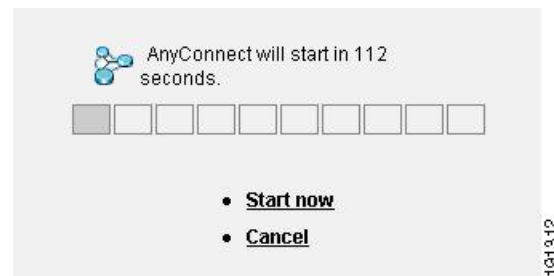 AnyConnect will start in 112
seconds.
Start now
Cancel
191312